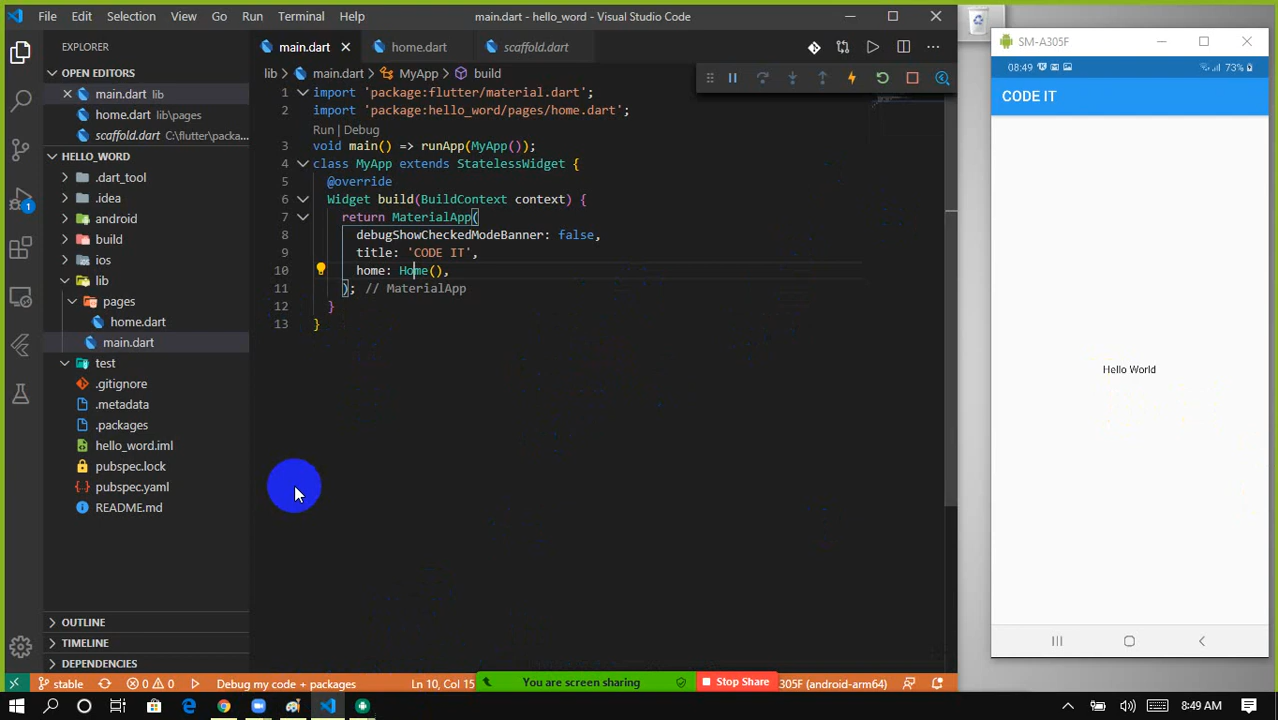 File Edit Selection View Go Run Terminal Help
main.dart - hello_word - Visual Studio Code
EXPLORER
OPEN EDITORS
main.dart lib
home.dart lib\pages
scaffold.dart C:\flutter\packa...
HELLO_WORD
.dart_tool
.idea
android
build
ios
lib
pages
home.dart
main.dart
test
.gitignore
.metadata
.packages
hello_word.iml
pubspec.lock
pubspec.yaml
README.md
OUTLINE
TIMELINE
DEPENDENCIES
1
main.dart
home.dart
scaffold.dart
lib > main.dart > MyApp > build
1 import 'package:flutter/material.dart';
2 import 'package:hello_word/pages/home.dart';
Run | Debug
3 void main() => runApp(MyApp());
4 class MyApp extends StatelessWidget {
5 @override
6 Widget build(BuildContext context) {
7 return MaterialApp(
8 debugShowCheckedModeBanner: false,
9 title: 'CODE IT',
10 home: Home(),
11 ); // MaterialApp
12 }
13 }
stable 0 0 Debug my code + packages Ln 10, Col 15
You are screen sharing Stop Share
305F (android-arm64)
SM-A305F
08:49 73%
CODE IT
Hello World
8:49 AM